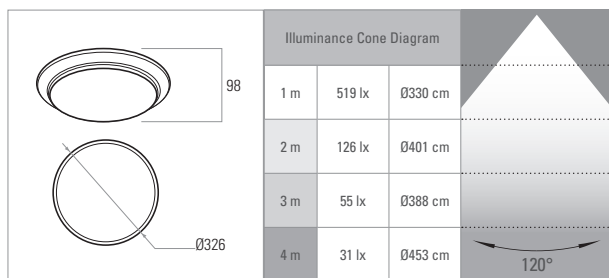 98
Ø326
Illuminance Cone Diagram
1 m 519 lx Ø330 cm
2 m 126 lx Ø401 cm
3 m 55 lx Ø388 cm
4 m 31 lx Ø453 cm
120°